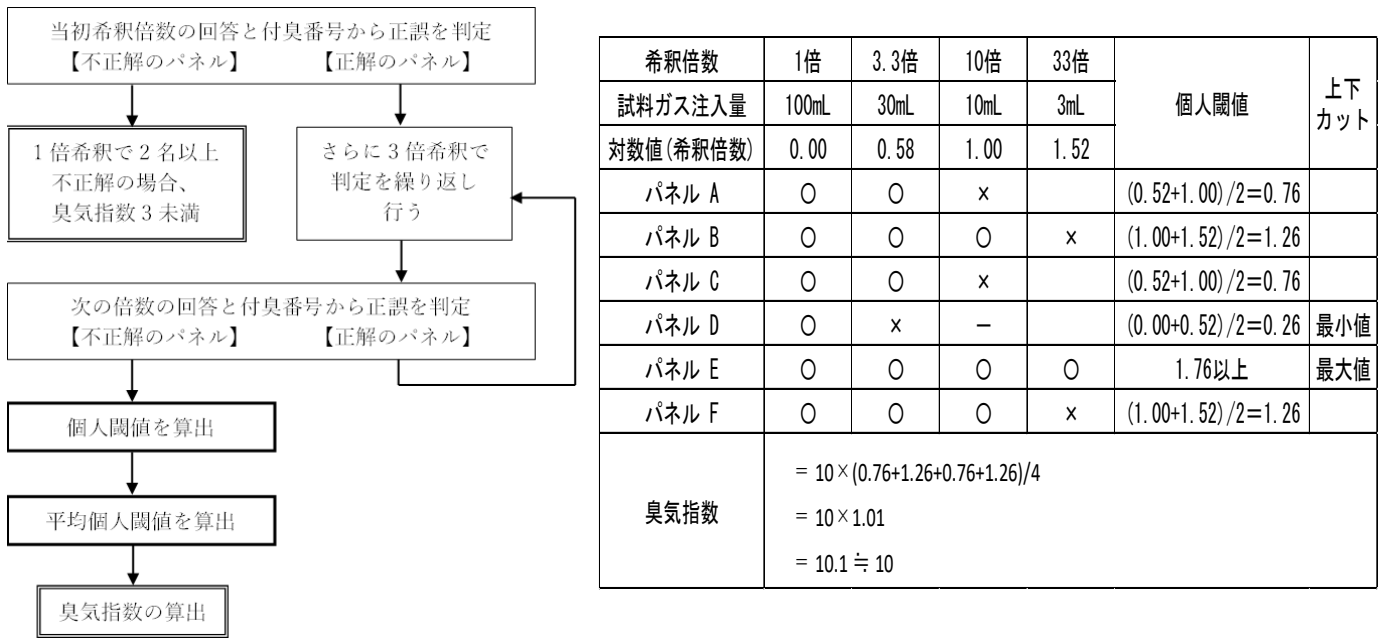 当初希釈倍数の回答と付臭番号から正誤を判定
【不正解のパネル】 【正解のパネル】
1倍希釈で2名以上
不正解の場合、
臭気指数3未満
さらに3倍希釈で
判定を繰り返し
行う
次の倍数の回答と付臭番号から正誤を判定
【不正解のパネル】 【正解のパネル】
個人閾値を算出
平均個人閾値を算出
臭気指数の算出
希釈倍数 1倍 3.3倍 10倍 33倍 個人閾値 上下
カット
試料ガス注入量 100mL 30mL 10mL 3mL
対数値(希釈倍数) 0.00 0.58 1.00 1.52
パネル A ○ ○ × (0.52+1.00)/2=0.76
パネル B ○ ○ ○ × (1.00+1.52)/2=1.26
パネル C ○ ○ × (0.52+1.00)/2=0.76
パネル D ○ × − (0.00+0.52)/2=0.26 最小値
パネル E ○ ○ ○ ○ 1.76以上 最大値
パネル F ○ ○ ○ × (1.00+1.52)/2=1.26
臭気指数
= 10×(0.76+1.26+0.76+1.26)/4
= 10×1.01
= 10.1 ≒ 10